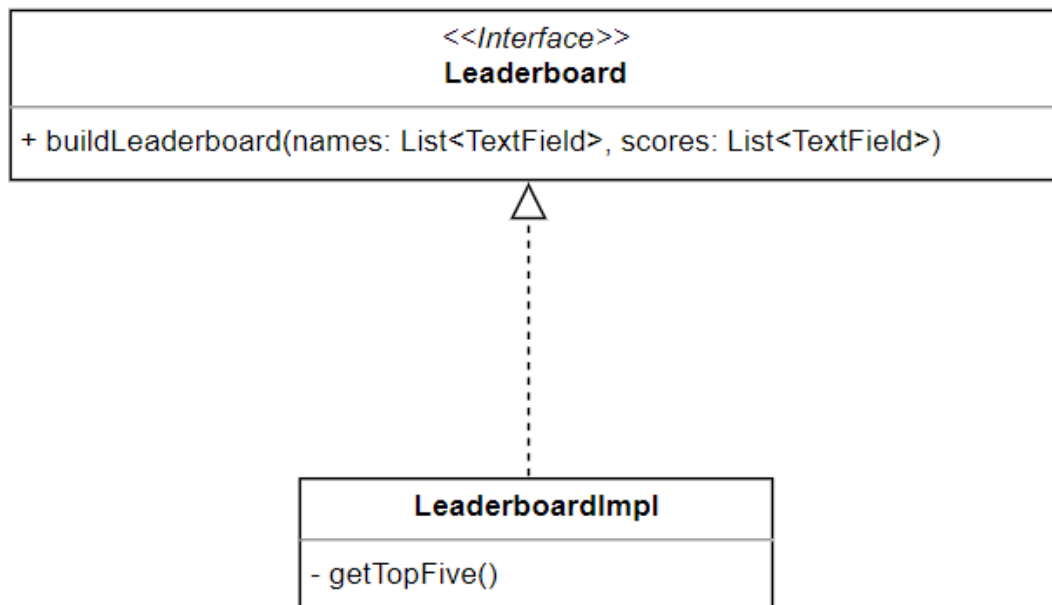 <<Interface>>
Leaderboard
+ buildLeaderboard(names: List<TextField>, scores: List<TextField>)
LeaderboardImpl
- getTopFive()